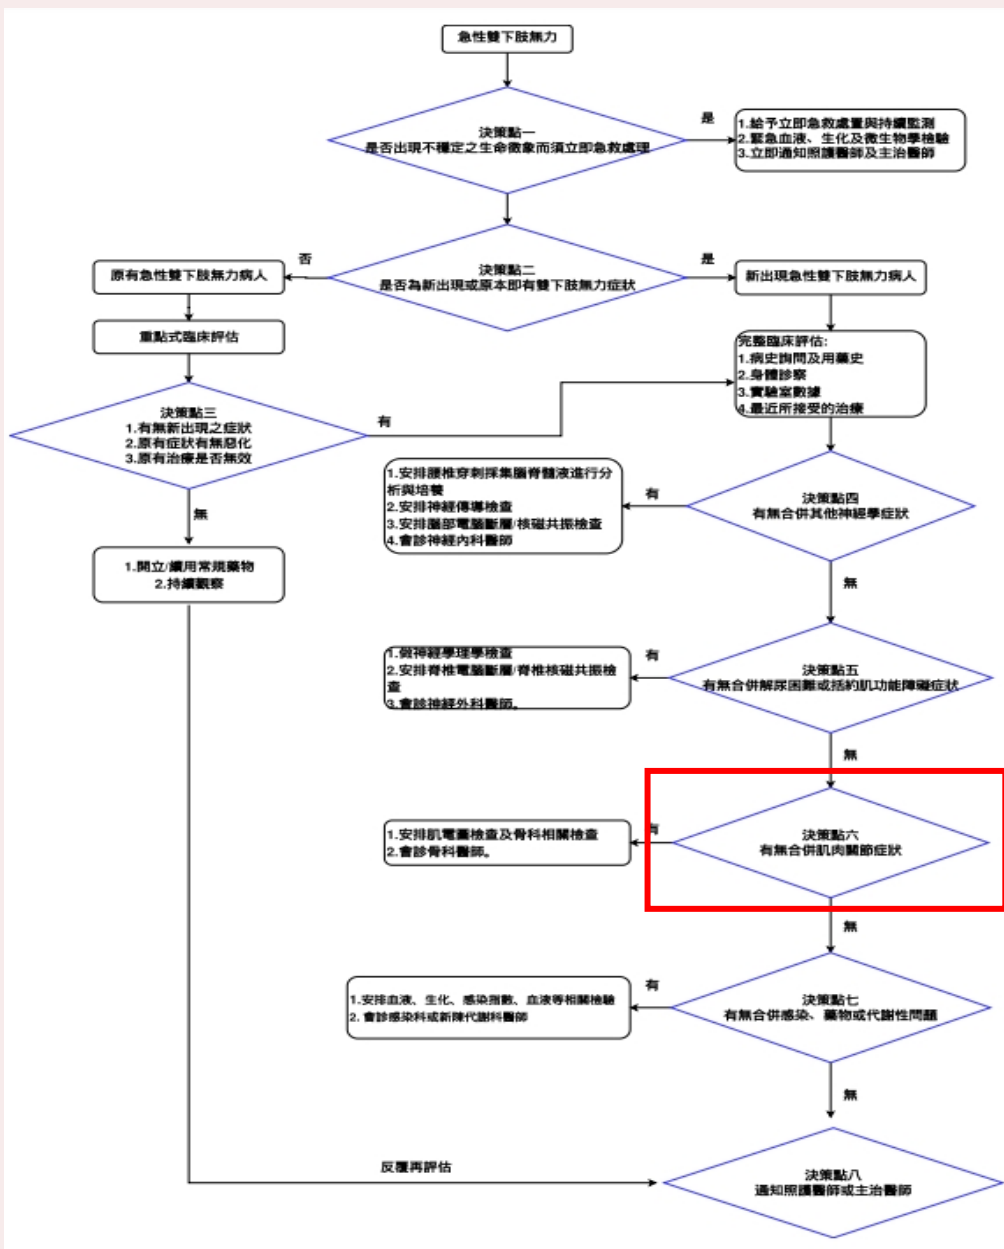 急性雙下肢無力
決策點一
是否出現不穩定之生命徵象而須立即急救處理
是
1.給予立即急救處置與持續監測
2.緊急血液、生化及微生物學檢驗
3.立即通知照護醫師及主治醫師
決策點二
是否為新出現或原本即有雙下肢無力症狀
否
是
原有急性雙下肢無力病人
新出現急性雙下肢無力病人
重點式臨床評估
完整臨床評估:
1.病史詢問及用藥史
2.身體診察
3.實驗室數據
4.最近所接受的治療
決策點三
1.有無新出現之症狀
2.原有症狀有無惡化
3.原有治療是否無效
有
無
1.開立/續用常規藥物
2.持續觀察
決策點四
有無合併其他神經學症狀
有
1.安排腰椎穿刺採集腦脊髓液進行分
析與培養
2.安排神經傳導檢查
3.安排腦部電腦斷層/核磁共振檢查
4.會診神經內科醫師
無
決策點五
有無合併解尿困難或括約肌功能障礙症狀
有
1.做神經學理學檢查
2.安排脊椎電腦斷層/脊椎核磁共振檢
查
3.會診神經外科醫師。
無
決策點六
有無合併肌肉關節症狀
有
1.安排肌電圖檢查及骨科相關檢查
2.會診骨科醫師。
無
決策點七
有無合併感染、藥物或代謝性問題
有
1.安排血液、生化、感染指數、血液等相關檢驗
2. 會診感染科或新陳代謝科醫師
無
反覆再評估
決策點八
通知照護醫師或主治醫師